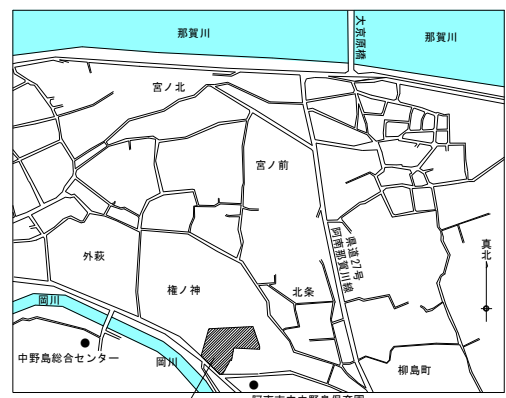 那賀川
那賀川
大京原橋
宮ノ北
宮ノ前
県道27号
阿南那賀川線
真北
外萩
権ノ神
北条
岡川
岡川
中野島総合センター
柳島町